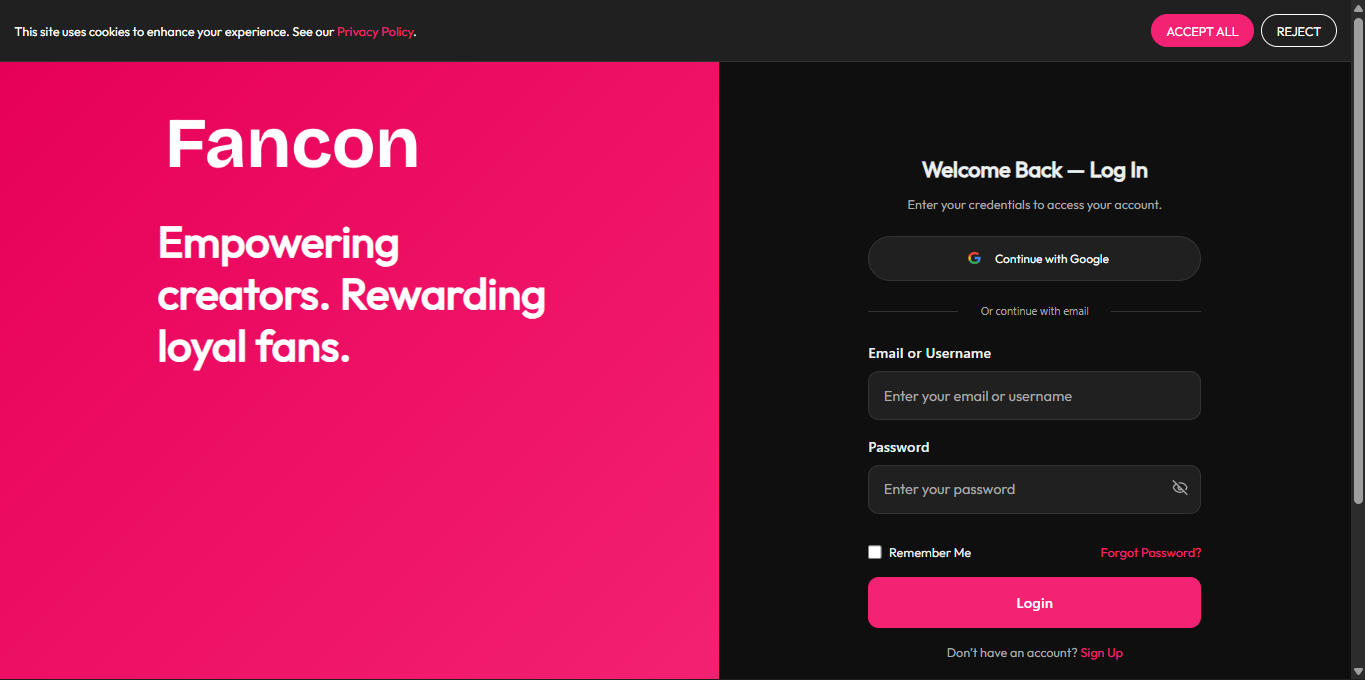 This site uses cookies to enhance your experience. See our Privacy Policy.
ACCEPT ALL
REJECT
Fancon
Empowering
creators. Rewarding
loyal fans.
Welcome Back — Log In
Enter your credentials to access your account.
Continue with Google
Or continue with email
Email or Username
Enter your email or username
Password
Enter your password
Remember Me
Forgot Password?
Login
Don't have an account? Sign Up